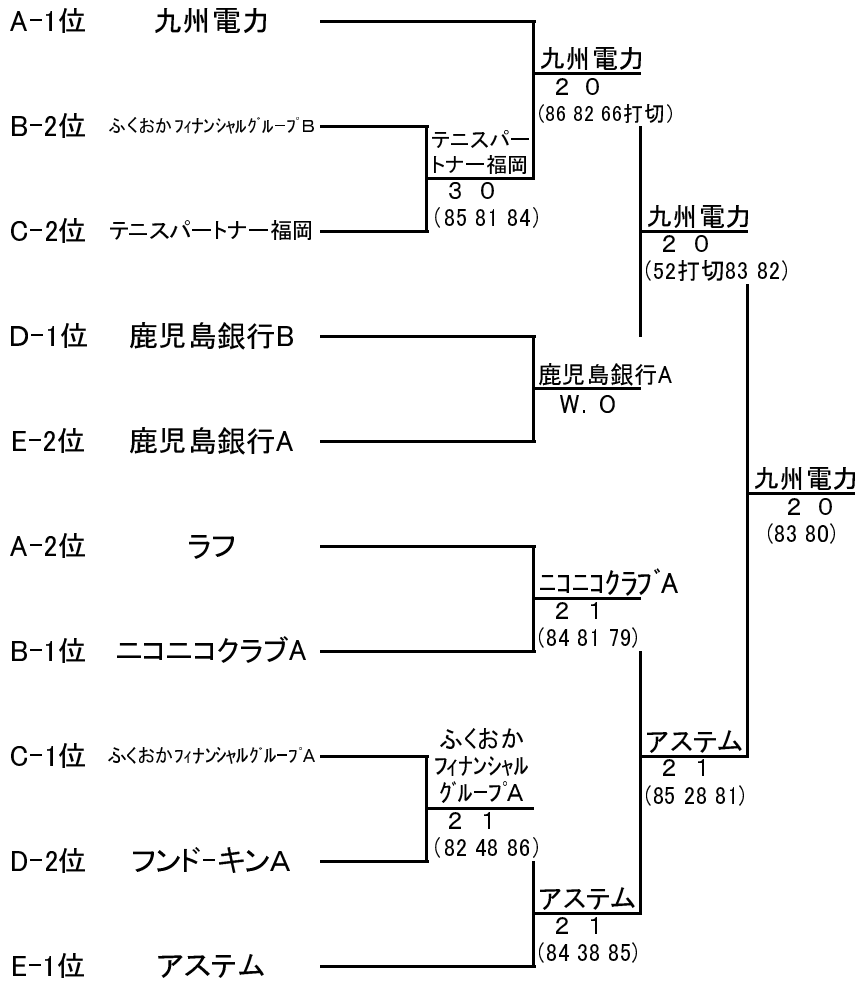 A-1位 九州電力
九州電力
2 0
(86 82 66打切)
B-2位 ふくおかフィナンシャルグループB
テニスパー
トナー福岡
3 0
(85 81 84)
C-2位 テニスパートナー福岡
九州電力
2 0
(52打切83 82)
D-1位 鹿児島銀行B
鹿児島銀行A
W. O
E-2位 鹿児島銀行A
九州電力
2 0
(83 80)
A-2位 ラフ
ニコニコクラブA
2 1
(84 81 79)
B-1位 ニコニコクラブA
C-1位 ふくおかフィナンシャルグループA
ふくおか
フィナンシャル
グループA
2 1
(82 48 86)
アステム
2 1
(85 28 81)
D-2位 フンド-キンA
アステム
2 1
(84 38 85)
E-1位 アステム